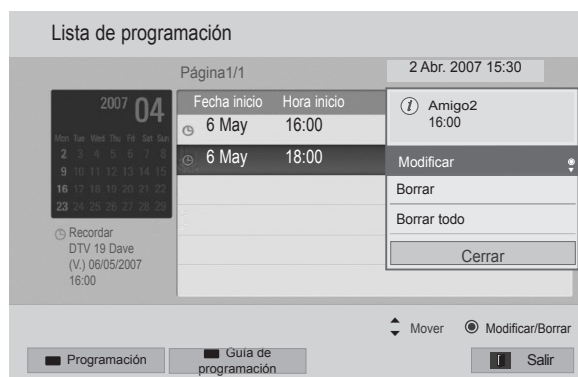 Lista de programación
Página1/1
2 Abr. 2007 15:30
2007 04
Mon Tue Wed Thu Fri Sat Sun
2 3 4 5 6 7 8
9 10 11 12 13 14 15
16 17 18 19 20 21 22
23 24 25 26 27 28 29
Recordar
DTV 19 Dave
(V.) 06/05/2007
16:00
Fecha inicio Hora inicio
6 May 16:00
6 May 18:00
Amigo2
16:00
Modificar
Borrar
Borrar todo
Cerrar
Mover Modificar/Borrar
Programación
Guía de
programación
Salir